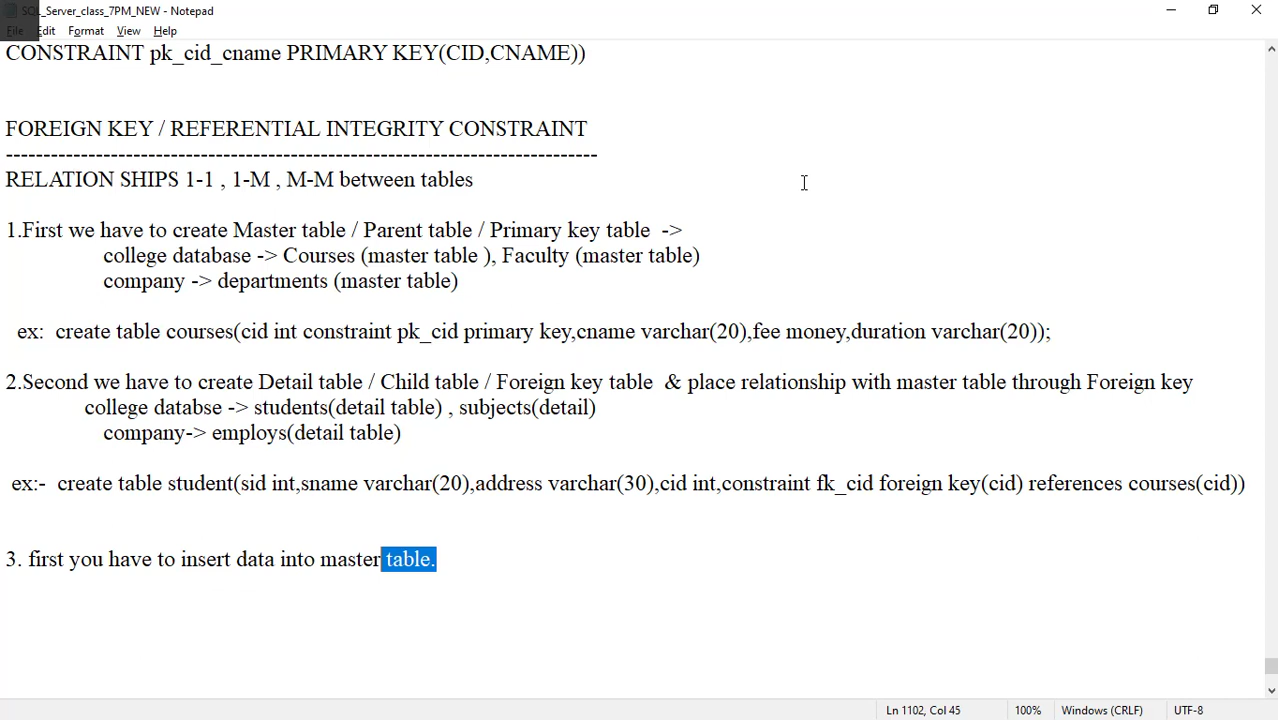 SQL_Server_class_7PM_NEW - Notepad
File Edit Format View Help
CONSTRAINT pk_cid_cname PRIMARY KEY(CID,CNAME))
FOREIGN KEY / REFERENTIAL INTEGRITY CONSTRAINT
-------------------------------------------------------------------------------
RELATION SHIPS 1-1 , 1-M , M-M between tables
1.First we have to create Master table / Parent table / Primary key table ->
college database -> Courses (master table ), Faculty (master table)
company -> departments (master table)
ex: create table courses(cid int constraint pk_cid primary key,cname varchar(20),fee money,duration varchar(20));
2.Second we have to create Detail table / Child table / Foreign key table & place relationship with master table through Foreign key
college databse -> students(detail table) , subjects(detail)
company-> employs(detail table)
ex:- create table student(sid int,sname varchar(20),address varchar(30),cid int,constraint fk_cid foreign key(cid) references courses(cid))
3. first you have to insert data into master table.
Ln 1102, Col 45 100% Windows (CRLF) UTF-8